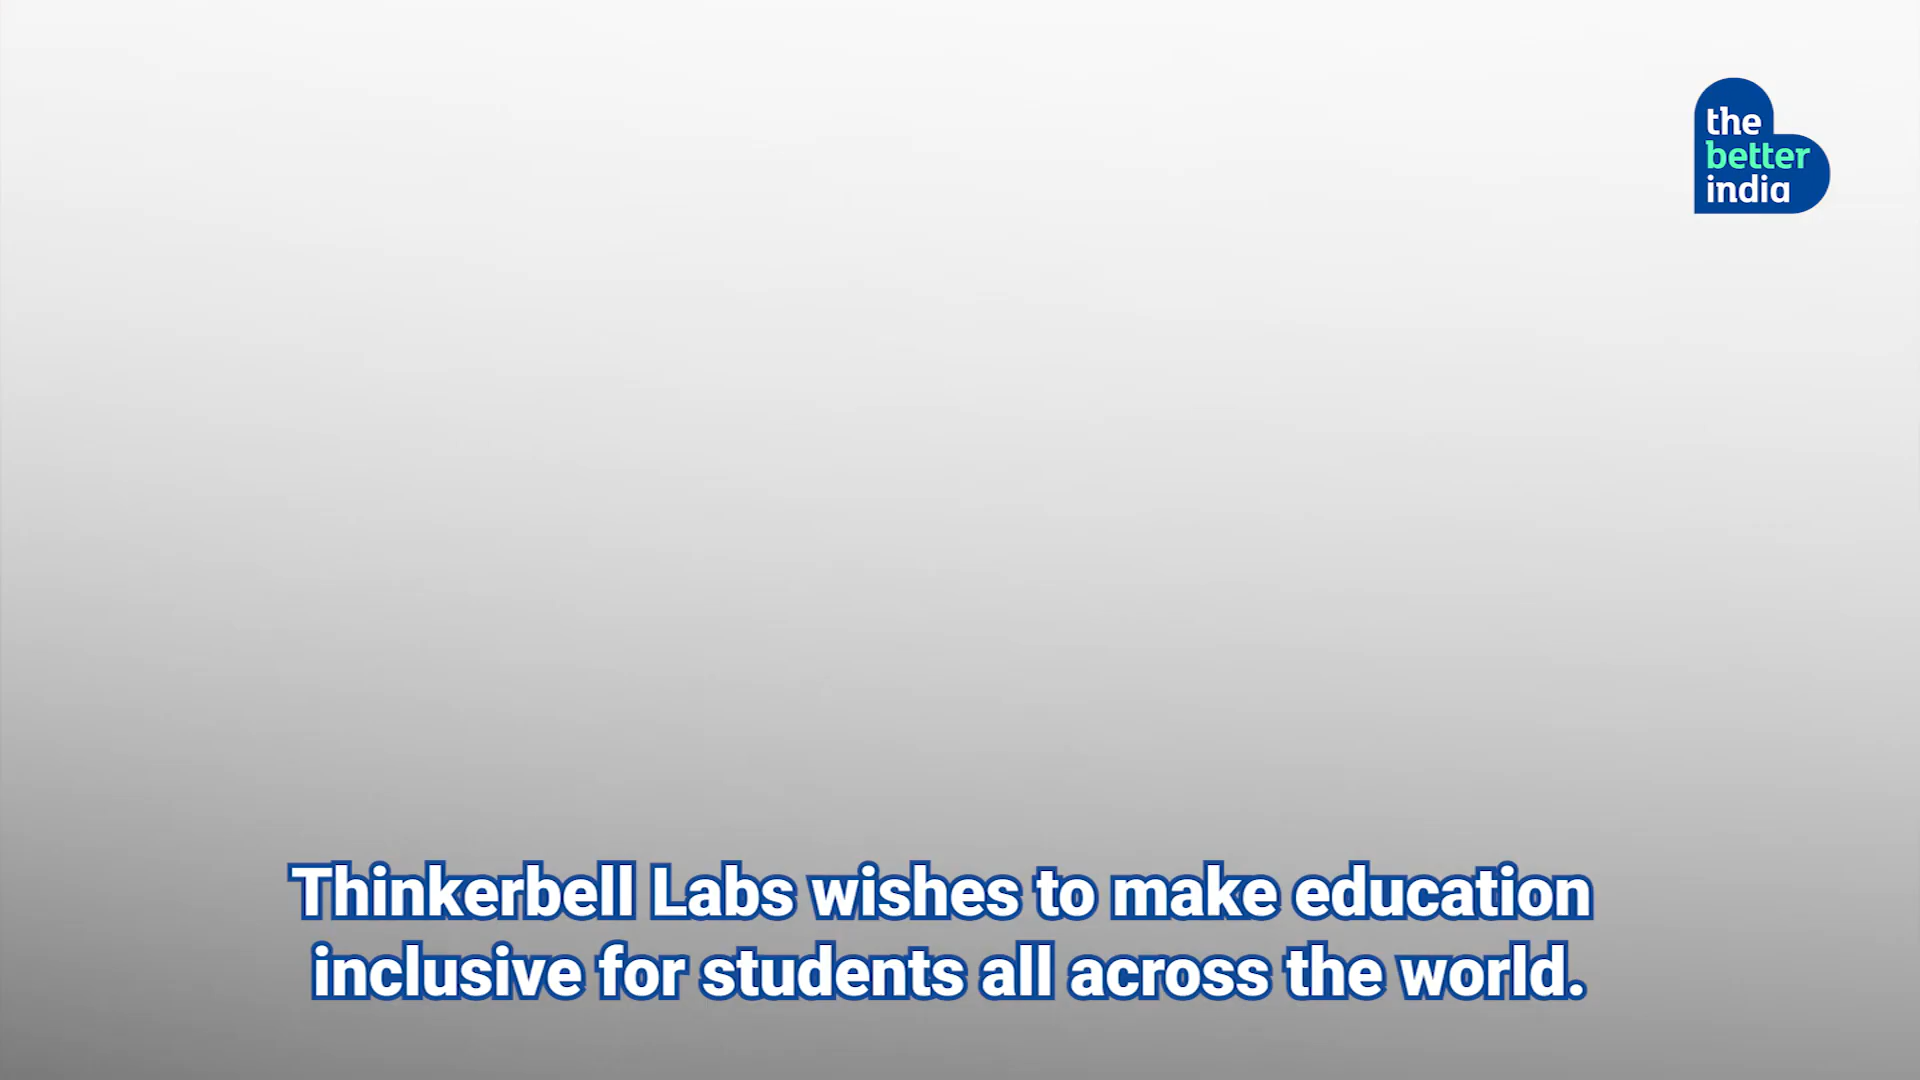 the
better
india
Thinkerbell Labs wishes to make education
inclusive for students all across the world.